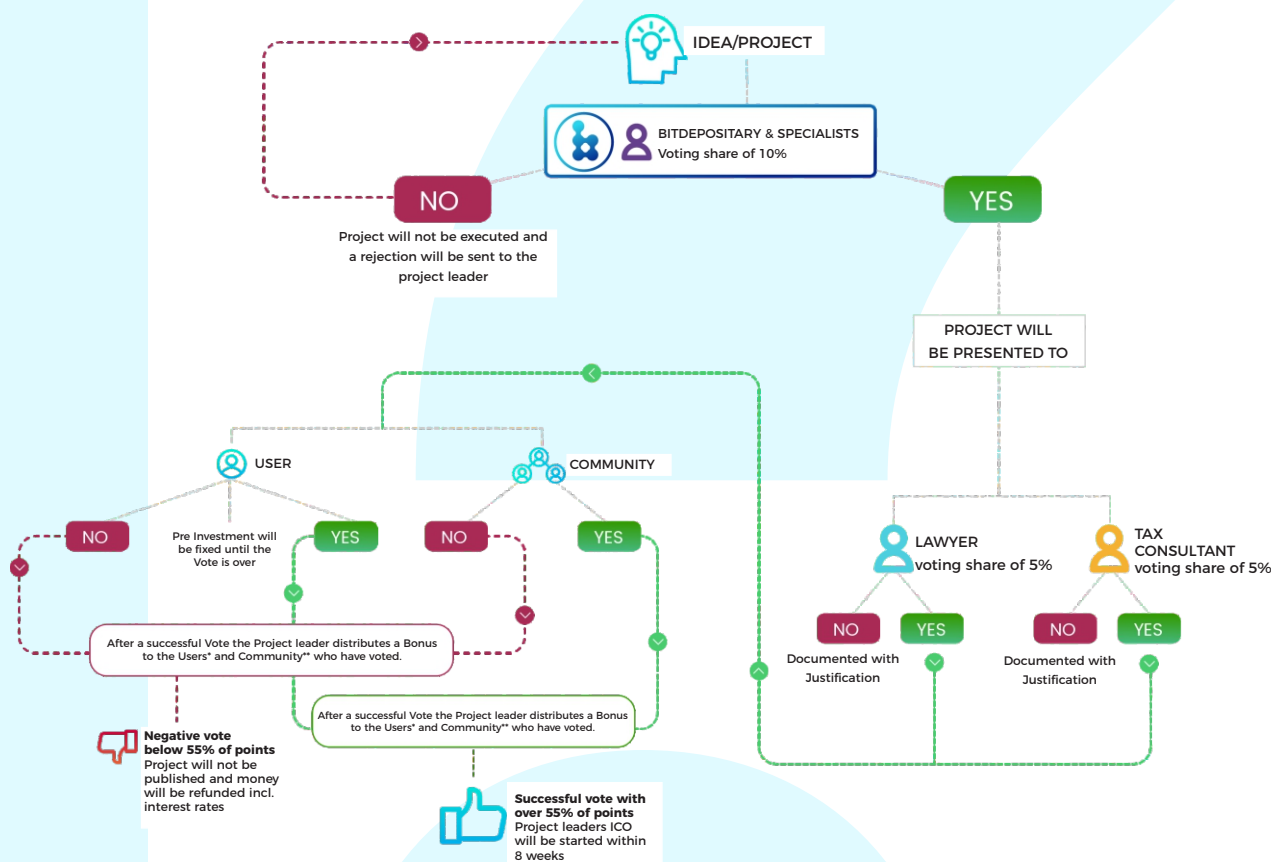 IDEA/PROJECT
BITDEPOSITARY & SPECIALISTS
Voting share of 10%
NO
YES
Project will not be executed and
a rejection will be sent to the
project leader
PROJECT WILL
BE PRESENTED TO
USER
COMMUNITY
NO
Pre Investment will
be fixed until the
Vote is over
YES
NO
YES
LAWYER
voting share of 5%
TAX
CONSULTANT
voting share of 5%
NO
YES
NO
YES
Documented with
Justification
Documented with
Justification
After a successful Vote the Project leader distributes a Bonus
to the Users* and Community** who have voted.
After a successful Vote the Project leader distributes a Bonus
to the Users* and Community** who have voted.
Negative vote
below 55% of points
Project will not be
published and money
will be refunded incl.
interest rates
Successful vote with
over 55% of points
Project leaders ICO
will be started within
8 weeks